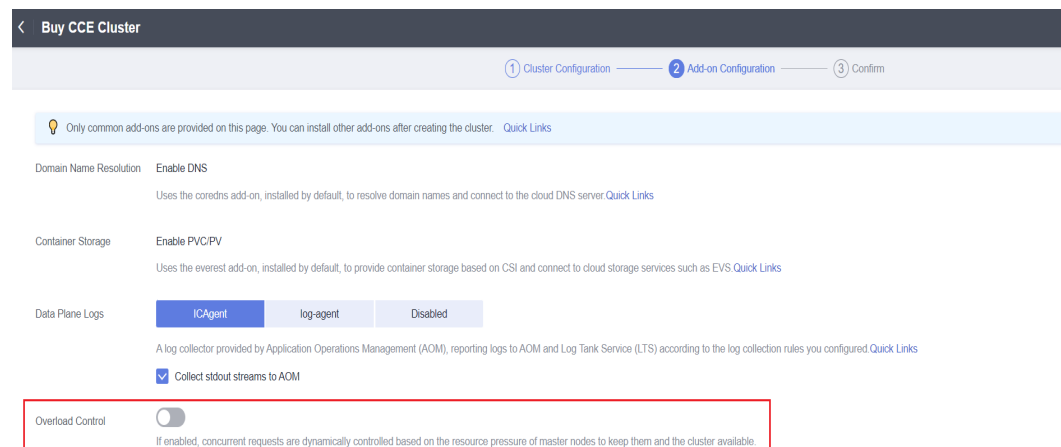 Buy CCE Cluster
1 Cluster Configuration 2 Add-on Configuration 3 Confirm
Only common add-ons are provided on this page. You can install other add-ons after creating the cluster. Quick Links
Domain Name Resolution Enable DNS
Uses the coredns add-on, installed by default, to resolve domain names and connect to the cloud DNS server.Quick Links
Container Storage Enable PVC/PV
Uses the everest add-on, installed by default, to provide container storage based on CSI and connect to cloud storage services such as EVS.Quick Links
Data Plane Logs ICAgent log-agent Disabled
A log collector provided by Application Operations Management (AOM), reporting logs to AOM and Log Tank Service (LTS) according to the log collection rules you configured.Quick Links
Collect stdout streams to AOM
Overload Control
If enabled, concurrent requests are dynamically controlled based on the resource pressure of master nodes to keep them and the cluster available.